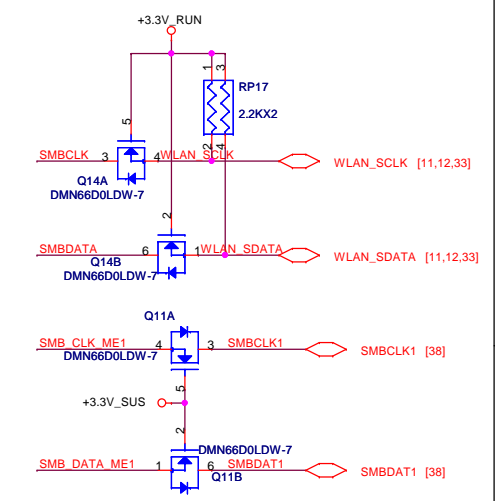 +3.3V_RUN
1
3
RP17
2.2KX2
5
2
4
SMBCLK
3
4
WLAN_SCLK
WLAN_SCLK [11,12,33]
Q14A
DMN66D0LDW-7
2
SMBDATA
6
1
WLAN_SDATA
WLAN_SDATA [11,12,33]
Q14B
DMN66D0LDW-7
Q11A
SMB_CLK_ME1
4
3
SMBCLK1
SMBCLK1 [38]
DMN66D0LDW-7
5
+3.3V_SUS
1
2
DMN66D0LDW-7
SMB_DATA_ME1
1
6
SMBDAT1
SMBDAT1 [38]
Q11B